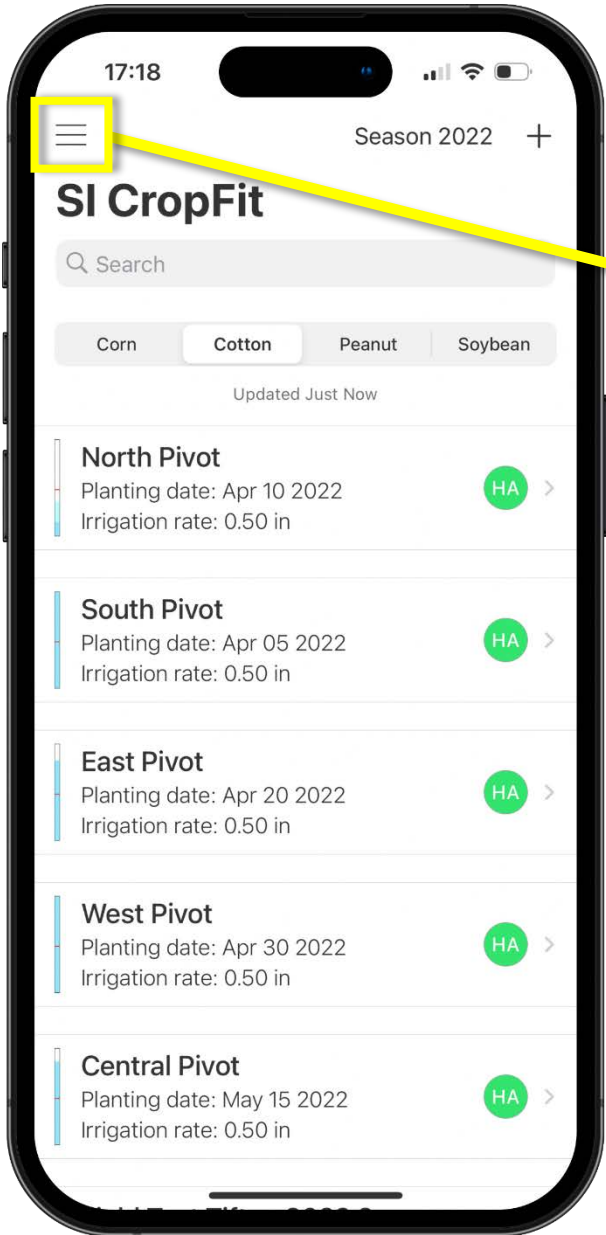 17:18
Season 2022 +
SI CropFit
Search
Corn Cotton Peanut Soybean
Updated Just Now
North Pivot
Planting date: Apr 10 2022
Irrigation rate: 0.50 in
HA
South Pivot
Planting date: Apr 05 2022
Irrigation rate: 0.50 in
HA
East Pivot
Planting date: Apr 20 2022
Irrigation rate: 0.50 in
HA
West Pivot
Planting date: Apr 30 2022
Irrigation rate: 0.50 in
HA
Central Pivot
Planting date: May 15 2022
Irrigation rate: 0.50 in
HA